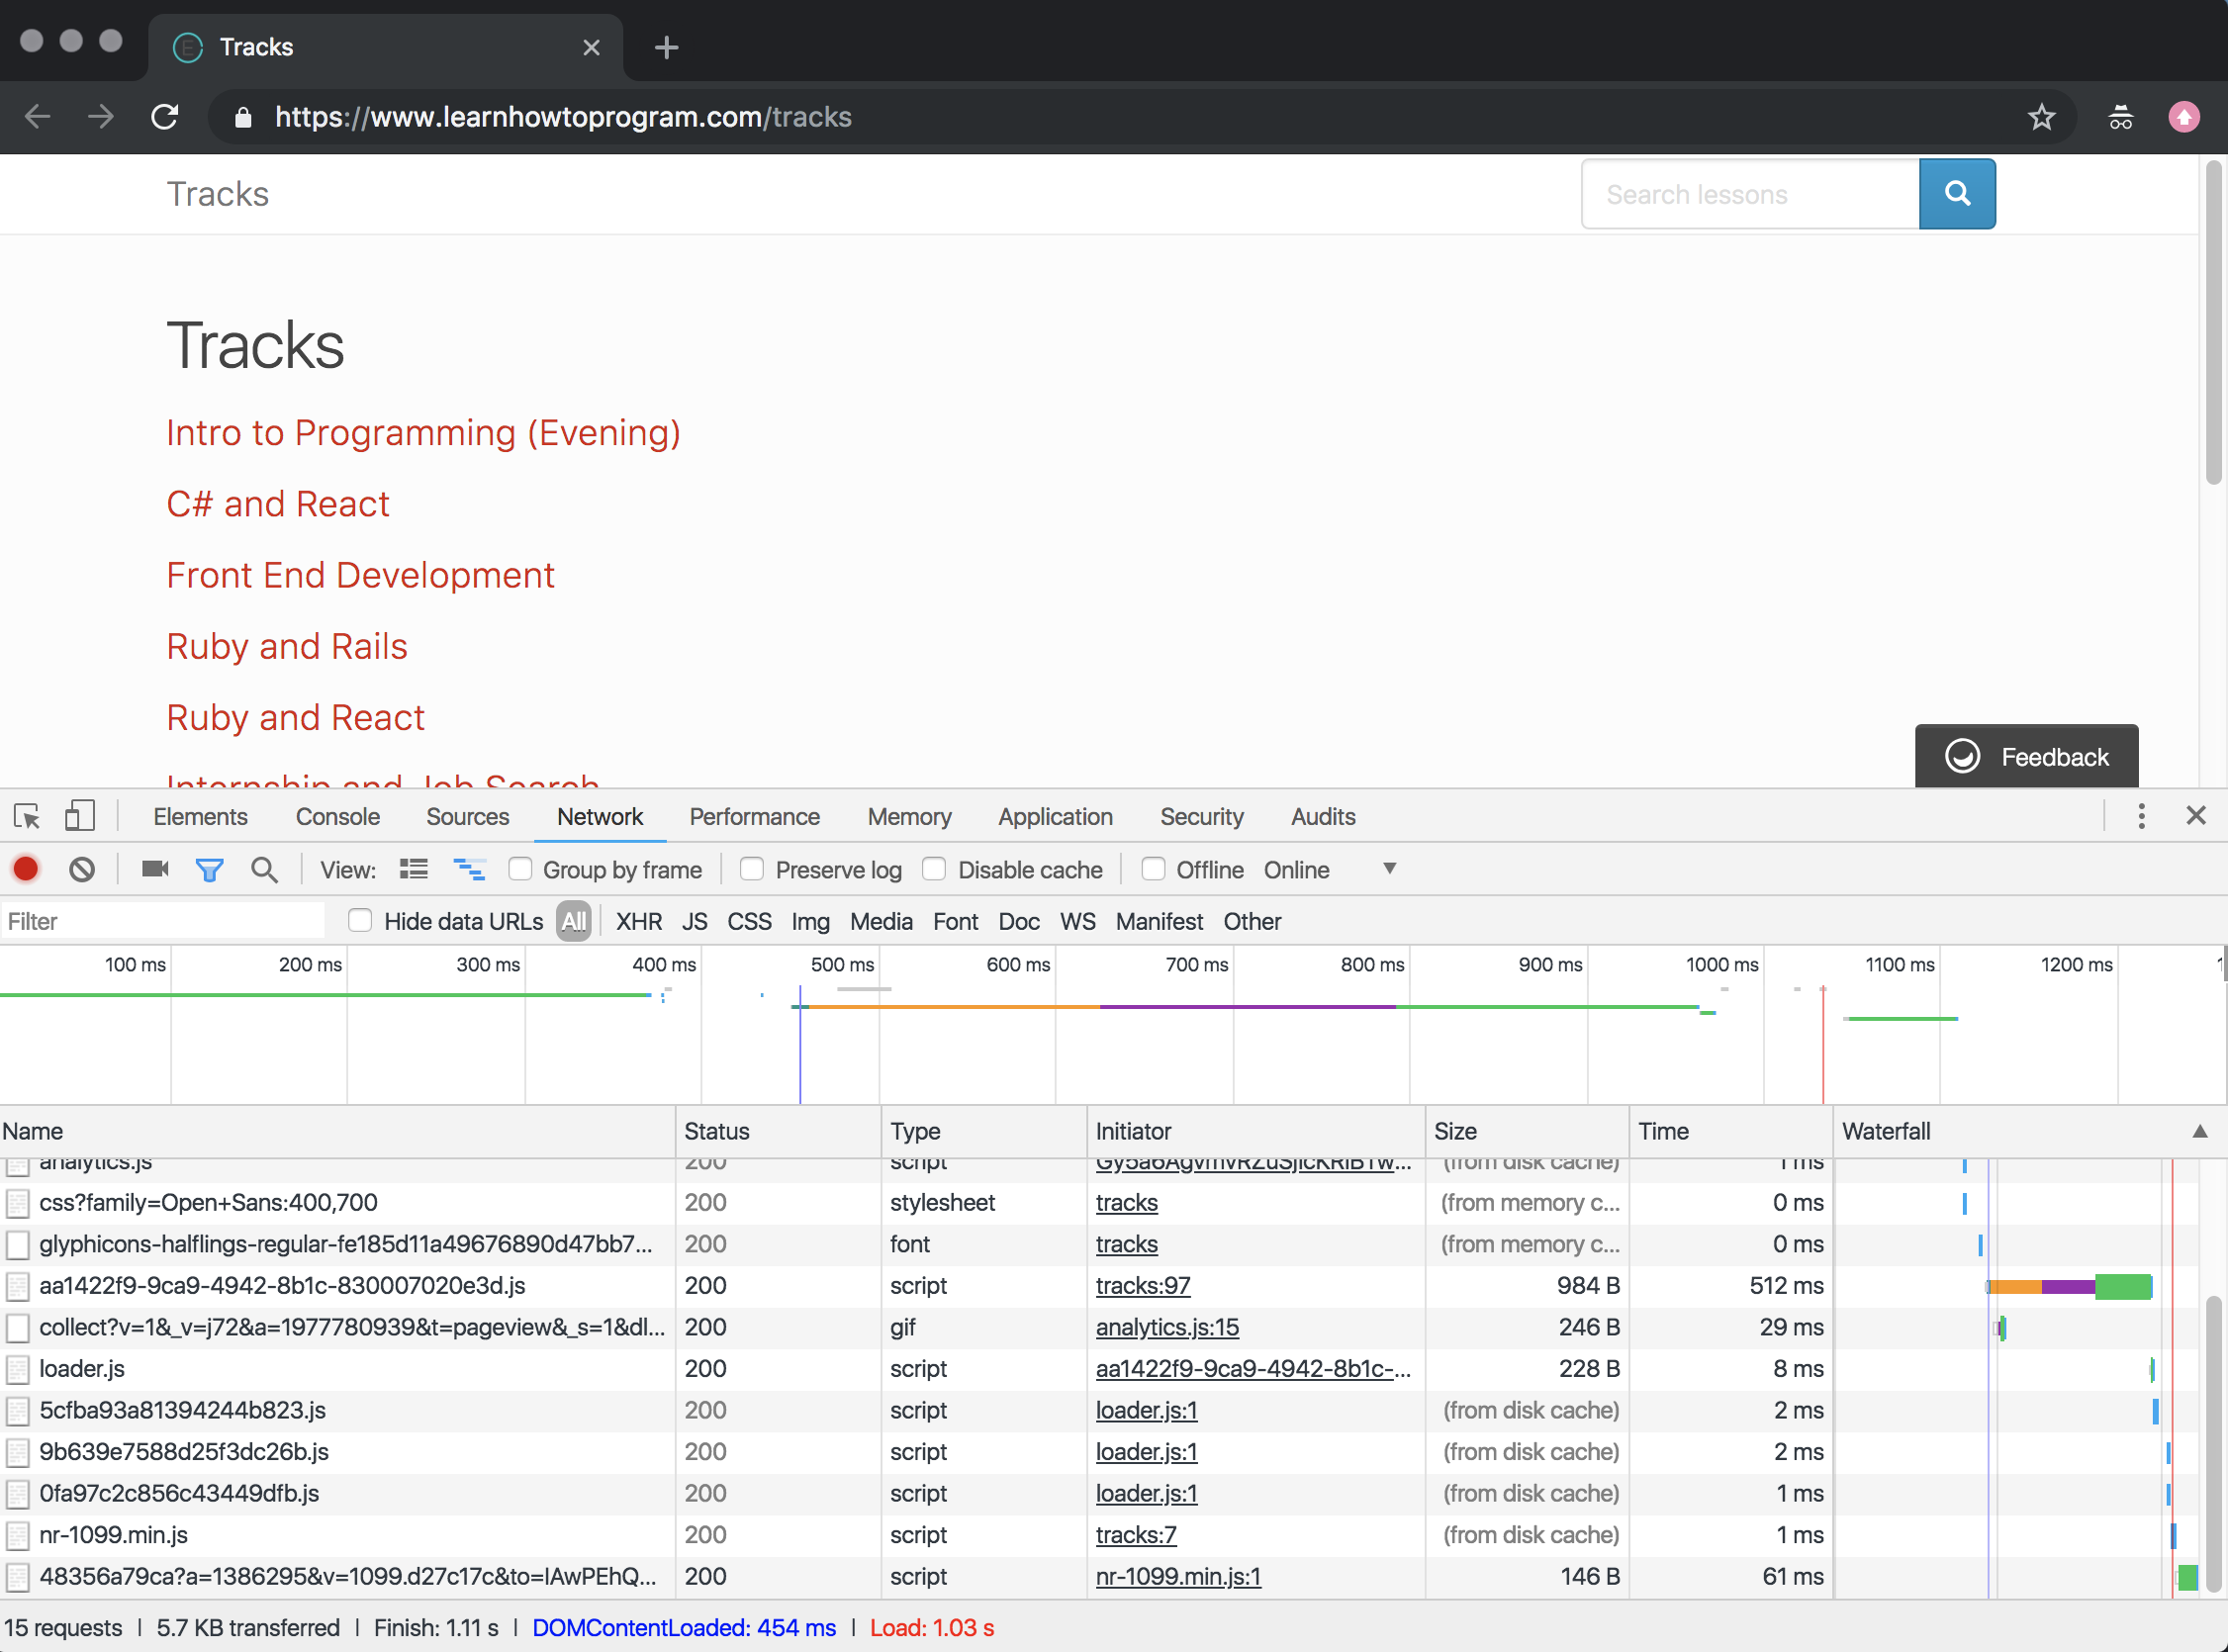 Tracks
https://www.learnhowtoprogram.com/tracks
Tracks
Search lessons
Tracks
Intro to Programming (Evening)
C# and React
Front End Development
Ruby and Rails
Ruby and React
Internship and Job Search
Feedback
Elements Console Sources Network Performance Memory Application Security Audits
View: Group by frame Preserve log Disable cache Offline Online
Filter Hide data URLs All XHR JS CSS Img Media Font Doc WS Manifest Other
100 ms 200 ms 300 ms 400 ms 500 ms 600 ms 700 ms 800 ms 900 ms 1000 ms 1100 ms 1200 ms
Name Status Type Initiator Size Time Waterfall
analytics.js 200 script (from disk cache) 1 ms
css?family=Open+Sans:400,700 200 stylesheet tracks (from memory c... 0 ms
glyphicons-halflings-regular-fe185d11a49676890d47bb7... 200 font tracks (from memory c... 0 ms
aa1422f9-9ca9-4942-8b1c-830007020e3d.js 200 script tracks:97 984 B 512 ms
collect?v=1&_v=j72&a=1977780939&t=pageview&_s=1&dl... 200 gif analytics.js:15 246 B 29 ms
loader.js 200 script aa1422f9-9ca9-4942-8b1c-... 228 B 8 ms
5cfba93a81394244b823.js 200 script loader.js:1 (from disk cache) 2 ms
9b639e7588d25f3dc26b.js 200 script loader.js:1 (from disk cache) 2 ms
0fa97c2c856c43449dfb.js 200 script loader.js:1 (from disk cache) 1 ms
nr-1099.min.js 200 script tracks:7 (from disk cache) 1 ms
48356a79ca?a=1386295&v=1099.d27c17c&to=IAwPEhQ... 200 script nr-1099.min.js:1 146 B 61 ms
15 requests | 5.7 KB transferred | Finish: 1.11 s | DOMContentLoaded: 454 ms | Load: 1.03 s